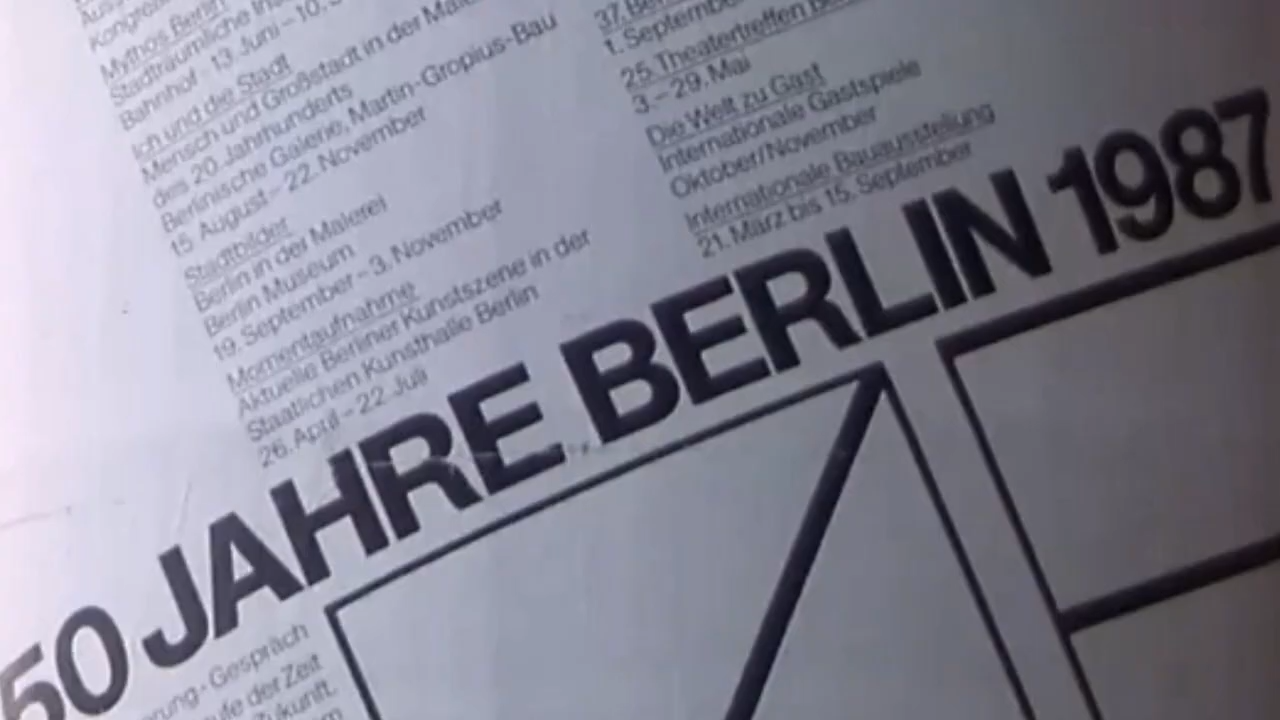 Mythos Berlin
Bahnhof · 13. Juni – 10.
Ich und die Stadt
Mensch und Großstadt in der
des 20. Jahrhunderts
Berlinische Galerie, Martin-Gropius-Bau
15. August – 22. November
Stadtbilder
Berlin in der Malerei
Berlin Museum
19. September – 3. November
Momentaufnahme
Aktuelle Berliner Kunstszene in der
Staatlichen Kunsthalle Berlin
26. April – 22. Juli
25. Theatertreffen
3. – 29. Mai
Die Welt zu Gast
Internationale Gastspiele
Oktober/November
Internationale Bauausstellung
21. März bis 15. September
50 JAHRE BERLIN 1987
Gespräch
der Zeit